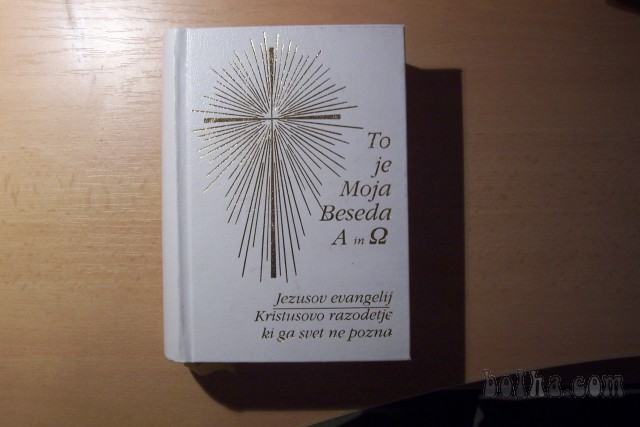 To
je
Moja
Beseda
A in Ω
Jezusov evangelij
Kristusovo razodetje
ki ga svet ne pozna
bolha.com